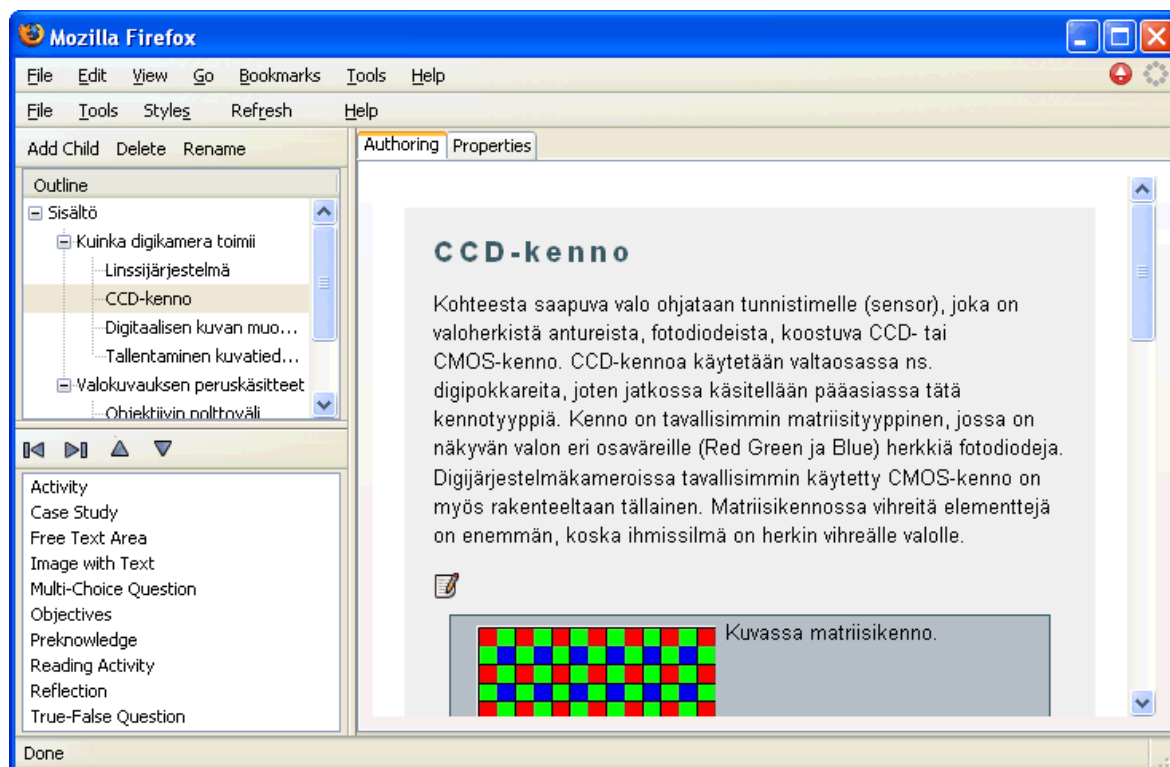 Mozilla Firefox
File Edit View Go Bookmarks Tools Help
File Tools Styles Refresh Help
Add Child Delete Rename
Outline
Sisältö
Kuinka digikamera toimii
Linssijärjestelmä
CCD-kenno
Digitaalisen kuvan muo...
Tallentaminen kuvatied...
Valokuvauksen peruskäsitteet
Objektiivin polttoväli
Activity
Case Study
Free Text Area
Image with Text
Multi-Choice Question
Objectives
Preknowledge
Reading Activity
Reflection
True-False Question
Authoring Properties
CCD-kenno
Kohteesta saapuva valo ohjataan tunnistimelle (sensor), joka on
valoherkistä antureista, fotodiodeista, koostuva CCD- tai
CMOS-kenno. CCD-kennoa käytetään valtaosassa ns.
digipokkareita, joten jatkossa käsitellään pääasiassa tätä
kennotyyppiä. Kenno on tavallisimmin matriisityyppinen, jossa on
näkyvän valon eri osaväreille (Red Green ja Blue) herkkiä fotodiodeja.
Digijärjestelmäkameroissa tavallisimmin käytetty CMOS-kenno on
myös rakenteeltaan tällainen. Matriisikennossa vihreitä elementtejä
on enemmän, koska ihmissilmä on herkin vihreälle valolle.
Kuvassa matriisikenno.
Done